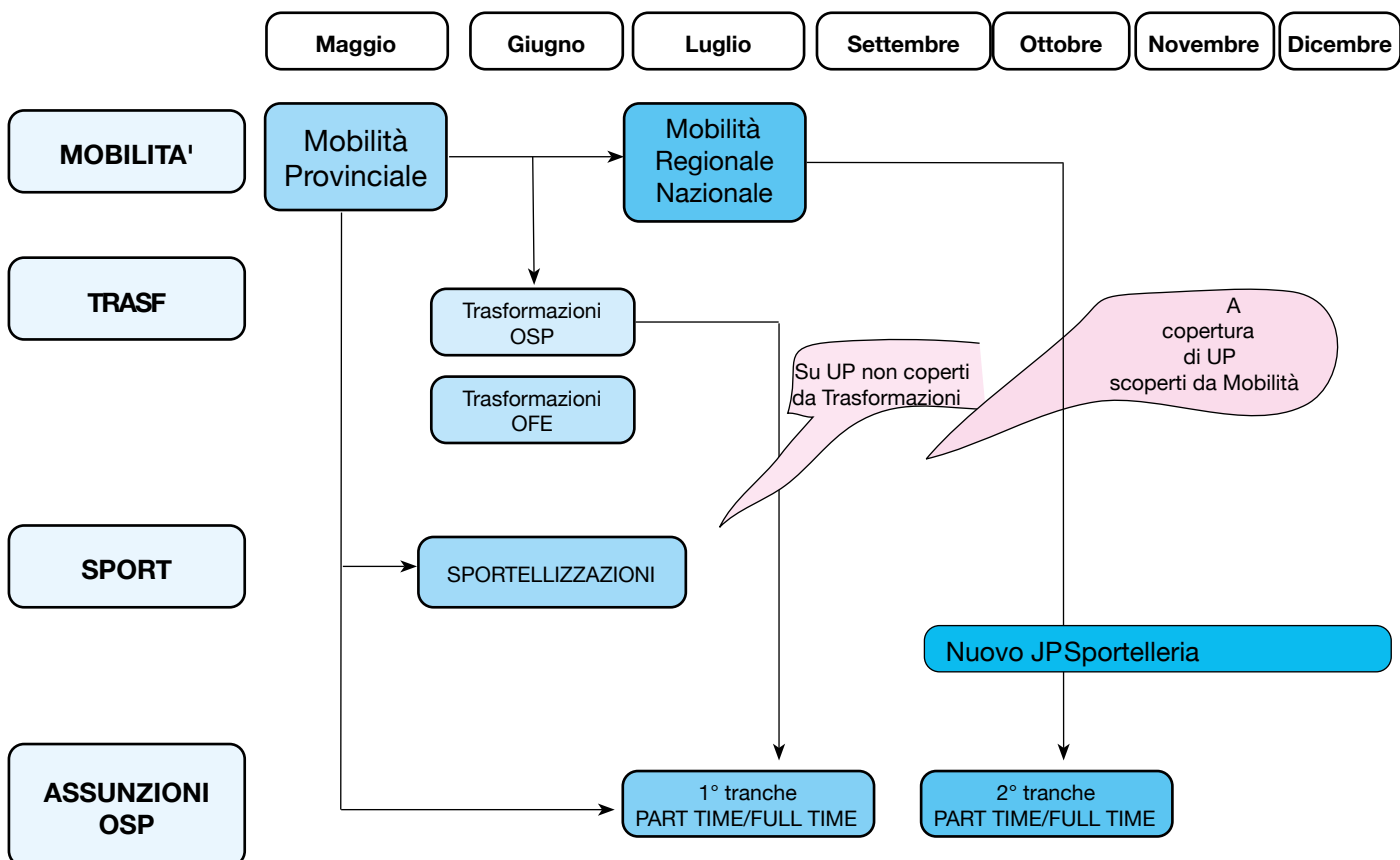 Maggio
Giugno
Luglio
Settembre
Ottobre
Novembre
Dicembre
MOBILITA'
Mobilità
Provinciale
Mobilità
Regionale
Nazionale
TRASF
Trasformazioni
OSP
Trasformazioni
OFE
Su UP non coperti
da Trasformazioni
A
copertura
di UP
scoperti da Mobilità
SPORT
SPORTELLIZZAZIONI
Nuovo JPSportelleria
ASSUNZIONI
OSP
1° tranche
PART TIME/FULL TIME
2° tranche
PART TIME/FULL TIME